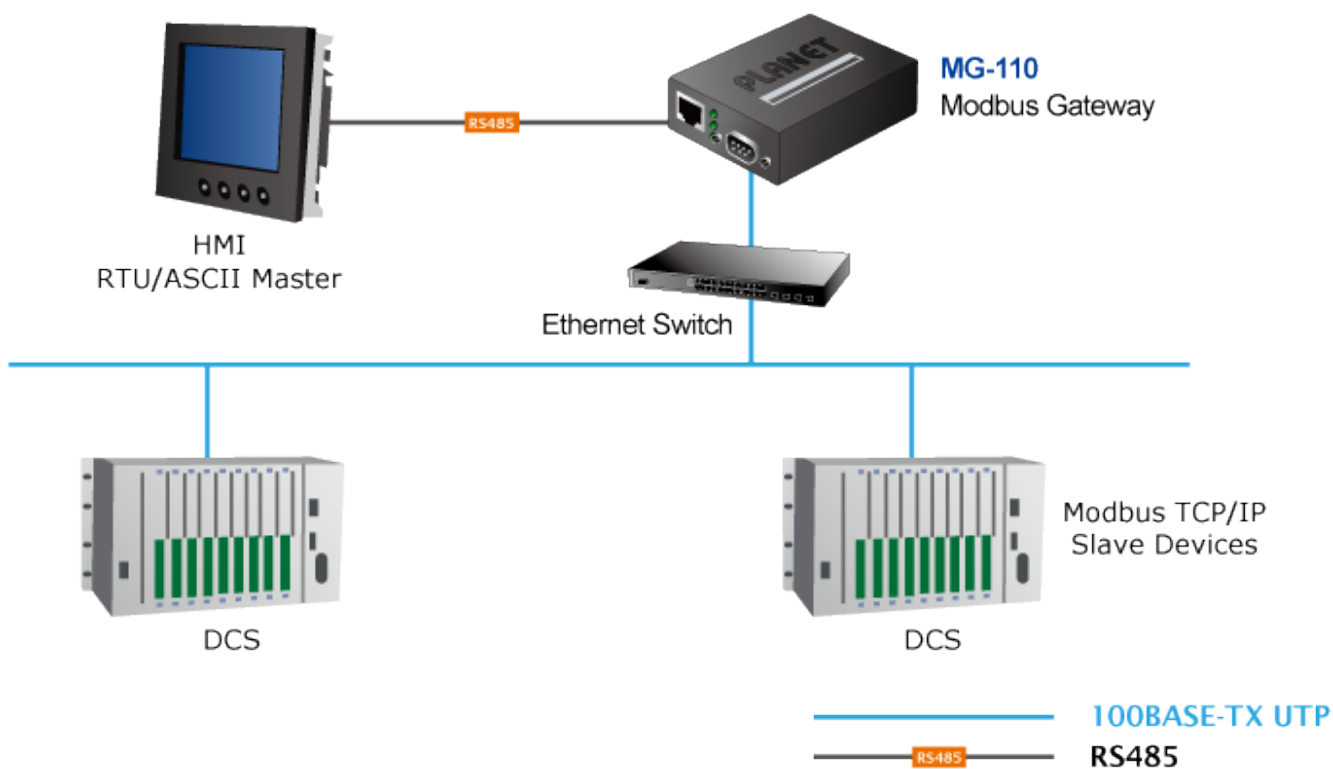 PLANET
MG-110
Modbus Gateway
RS485
HMI
RTU/ASCII Master
Ethernet Switch
Modbus TCP/IP
Slave Devices
DCS
DCS
100BASE-TX UTP
RS485
RS485